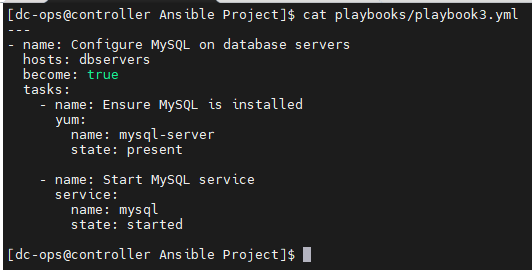 [dc-ops@controller Ansible Project]$ cat playbooks/playbook3.yml
---
- name: Configure MySQL on database servers
  hosts: dbservers
  become: true
  tasks:
    - name: Ensure MySQL is installed
      yum:
        name: mysql-server
        state: present

    - name: Start MySQL service
      service:
        name: mysql
        state: started

[dc-ops@controller Ansible Project]$